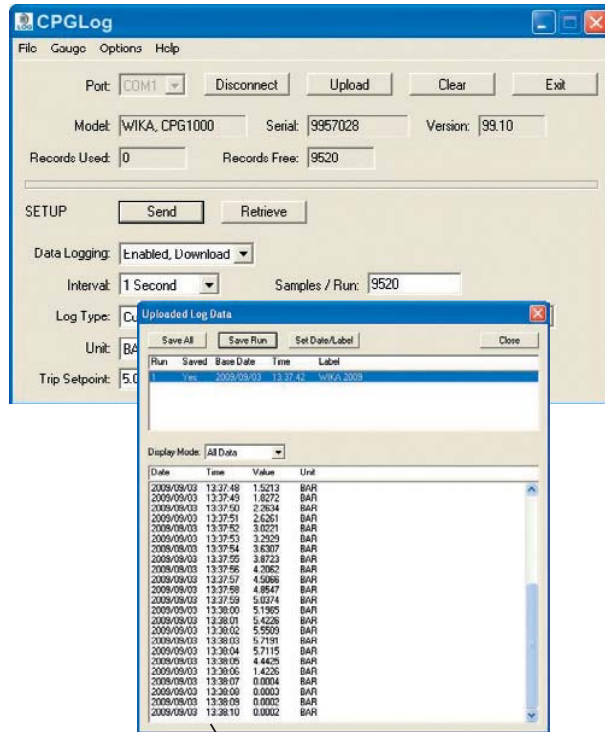 CPGLog
File Gauge Options Help
Port: COM1 Disconnect Upload Clear Exit
Model: WIKA, CPG1000 Serial: 9957028 Version: 99.10
Records Used: 0 Records Free: 9520
SETUP Send Retrieve
Data Logging: Enabled, Download
Interval: 1 Second Samples / Run: 9520
Log Type: Cu
Unit: BA
Trip Setpoint: 5.0
Uploaded Log Data
Save All Save Run Set Date/Label Close
Run Saved Base Date Time Label
1 Yes 2009/09/03 13:37:42 WIKA 2009
Display Mode: All Data
Date Time Value Unit
2009/09/03 13:37:48 1.5213 BAR
2009/09/03 13:37:49 1.8272 BAR
2009/09/03 13:37:50 2.2634 BAR
2009/09/03 13:37:51 2.6261 BAR
2009/09/03 13:37:52 3.0221 BAR
2009/09/03 13:37:53 3.2929 BAR
2009/09/03 13:37:54 3.6307 BAR
2009/09/03 13:37:55 3.8723 BAR
2009/09/03 13:37:56 4.2062 BAR
2009/09/03 13:37:57 4.5066 BAR
2009/09/03 13:37:58 4.8547 BAR
2009/09/03 13:37:59 5.0374 BAR
2009/09/03 13:38:00 5.1965 BAR
2009/09/03 13:38:01 5.4226 BAR
2009/09/03 13:38:02 5.5509 BAR
2009/09/03 13:38:03 5.7191 BAR
2009/09/03 13:38:04 5.7115 BAR
2009/09/03 13:38:05 4.4425 BAR
2009/09/03 13:38:06 1.4226 BAR
2009/09/03 13:38:07 0.0004 BAR
2009/09/03 13:38:08 0.0003 BAR
2009/09/03 13:38:09 0.0002 BAR
2009/09/03 13:38:10 0.0002 BAR